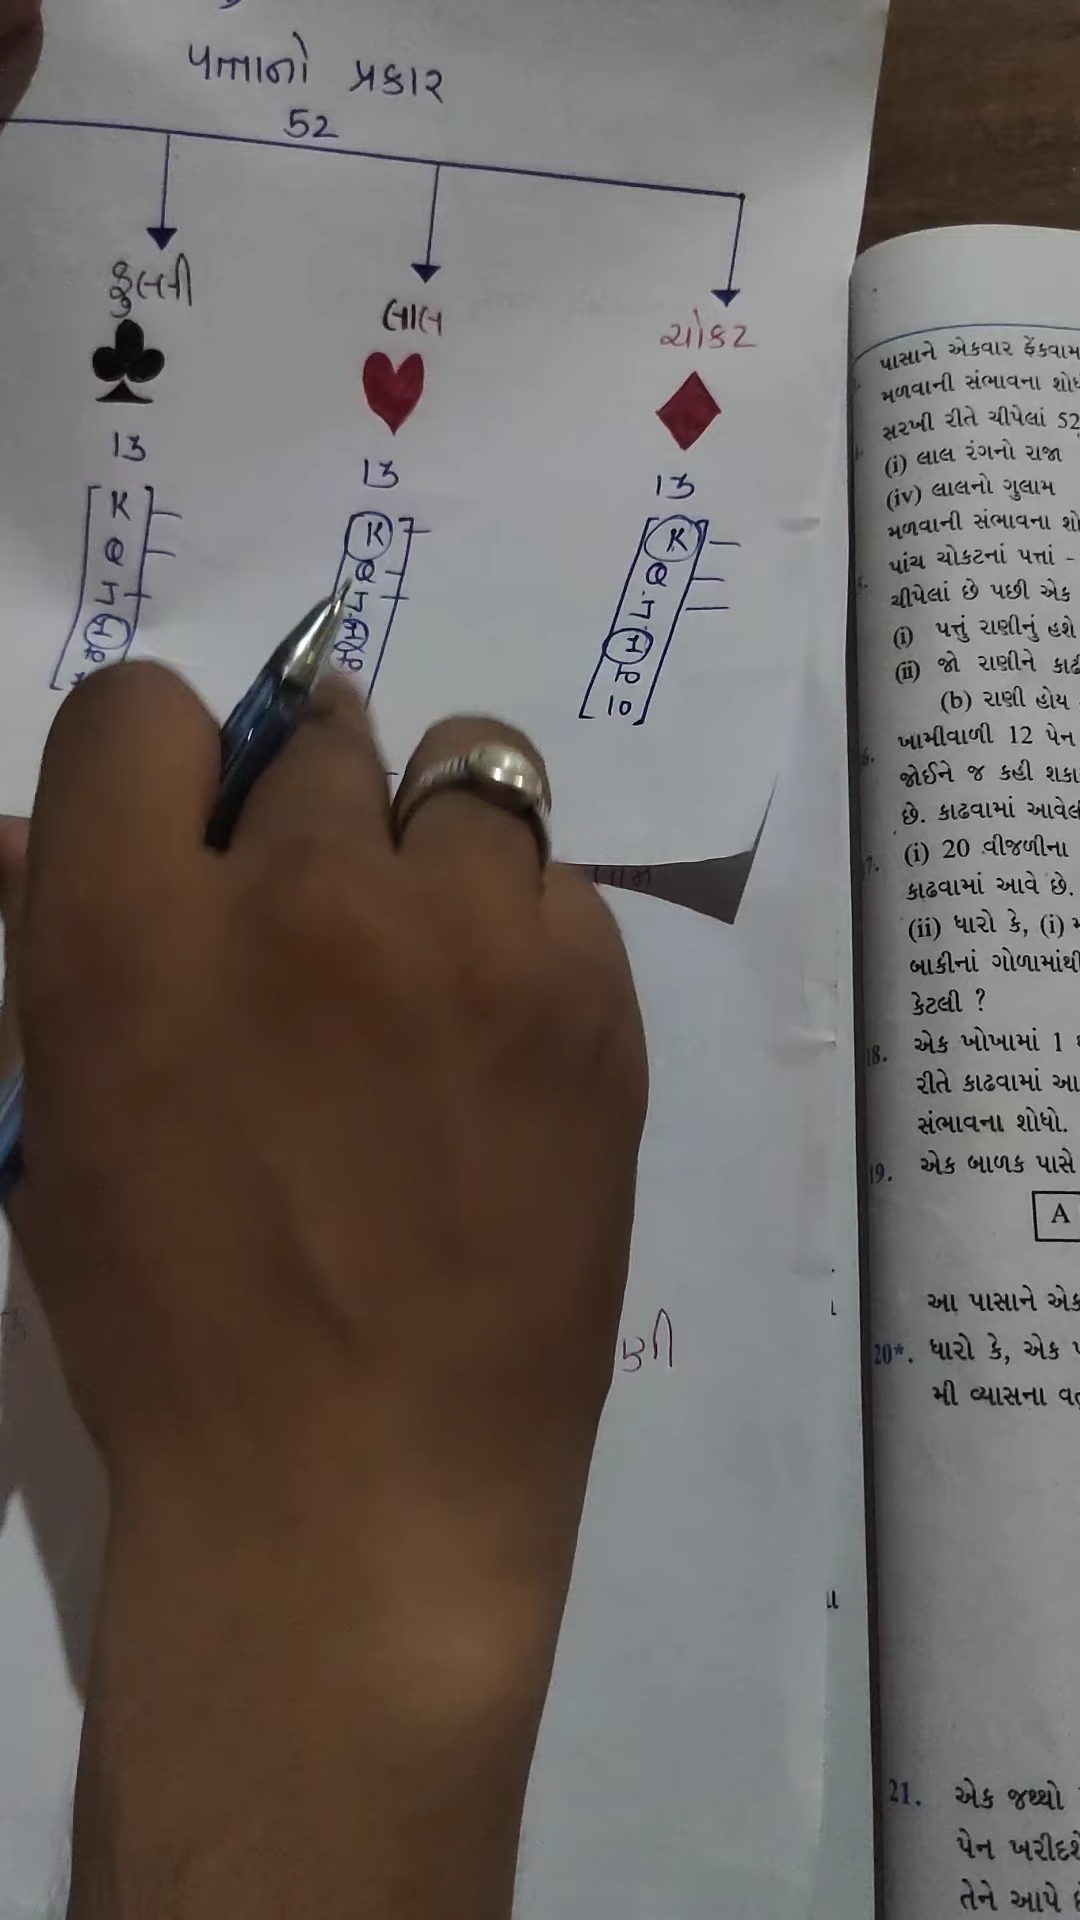 પત્તાનો પ્રકાર
52
ફુલ્લી
13
K
Q
J
લાલ
13
K
Q
J
ચોકટ
13
K
Q
J
10
પાસાને એકવાર ફેંકવામ
મળવાની સંભાવના શોધ
સરખી રીતે ચીપેલાં 52
(i) લાલ રંગનો રાજા
(iv) લાલનો ગુલામ
મળવાની સંભાવના શો
પાંચ ચોકટનાં પત્તાં -
ચીપેલાં છે પછી એક
(i) પત્તું રાણીનું હશે
(ii) જો રાણીને કાઢ
(b) રાણી હોય
ખામીવાળી 12 પેન
જોઈને જ કહી શકા
છે. કાઢવામાં આવેલ
(i) 20 વીજળીના
કાઢવામાં આવે છે.
(ii) ધારો કે, (i)
બાકીનાં ગોળામાંથી
કેટલી ?
18. એક ખોખામાં 1
રીતે કાઢવામાં આ
સંભાવના શોધો.
19. એક બાળક પાસે
A
આ પાસાને એક
20*. ધારો કે, એક
મી વ્યાસના વ
21. એક જથ્થો
પેન ખરીદશે
તેને આપે